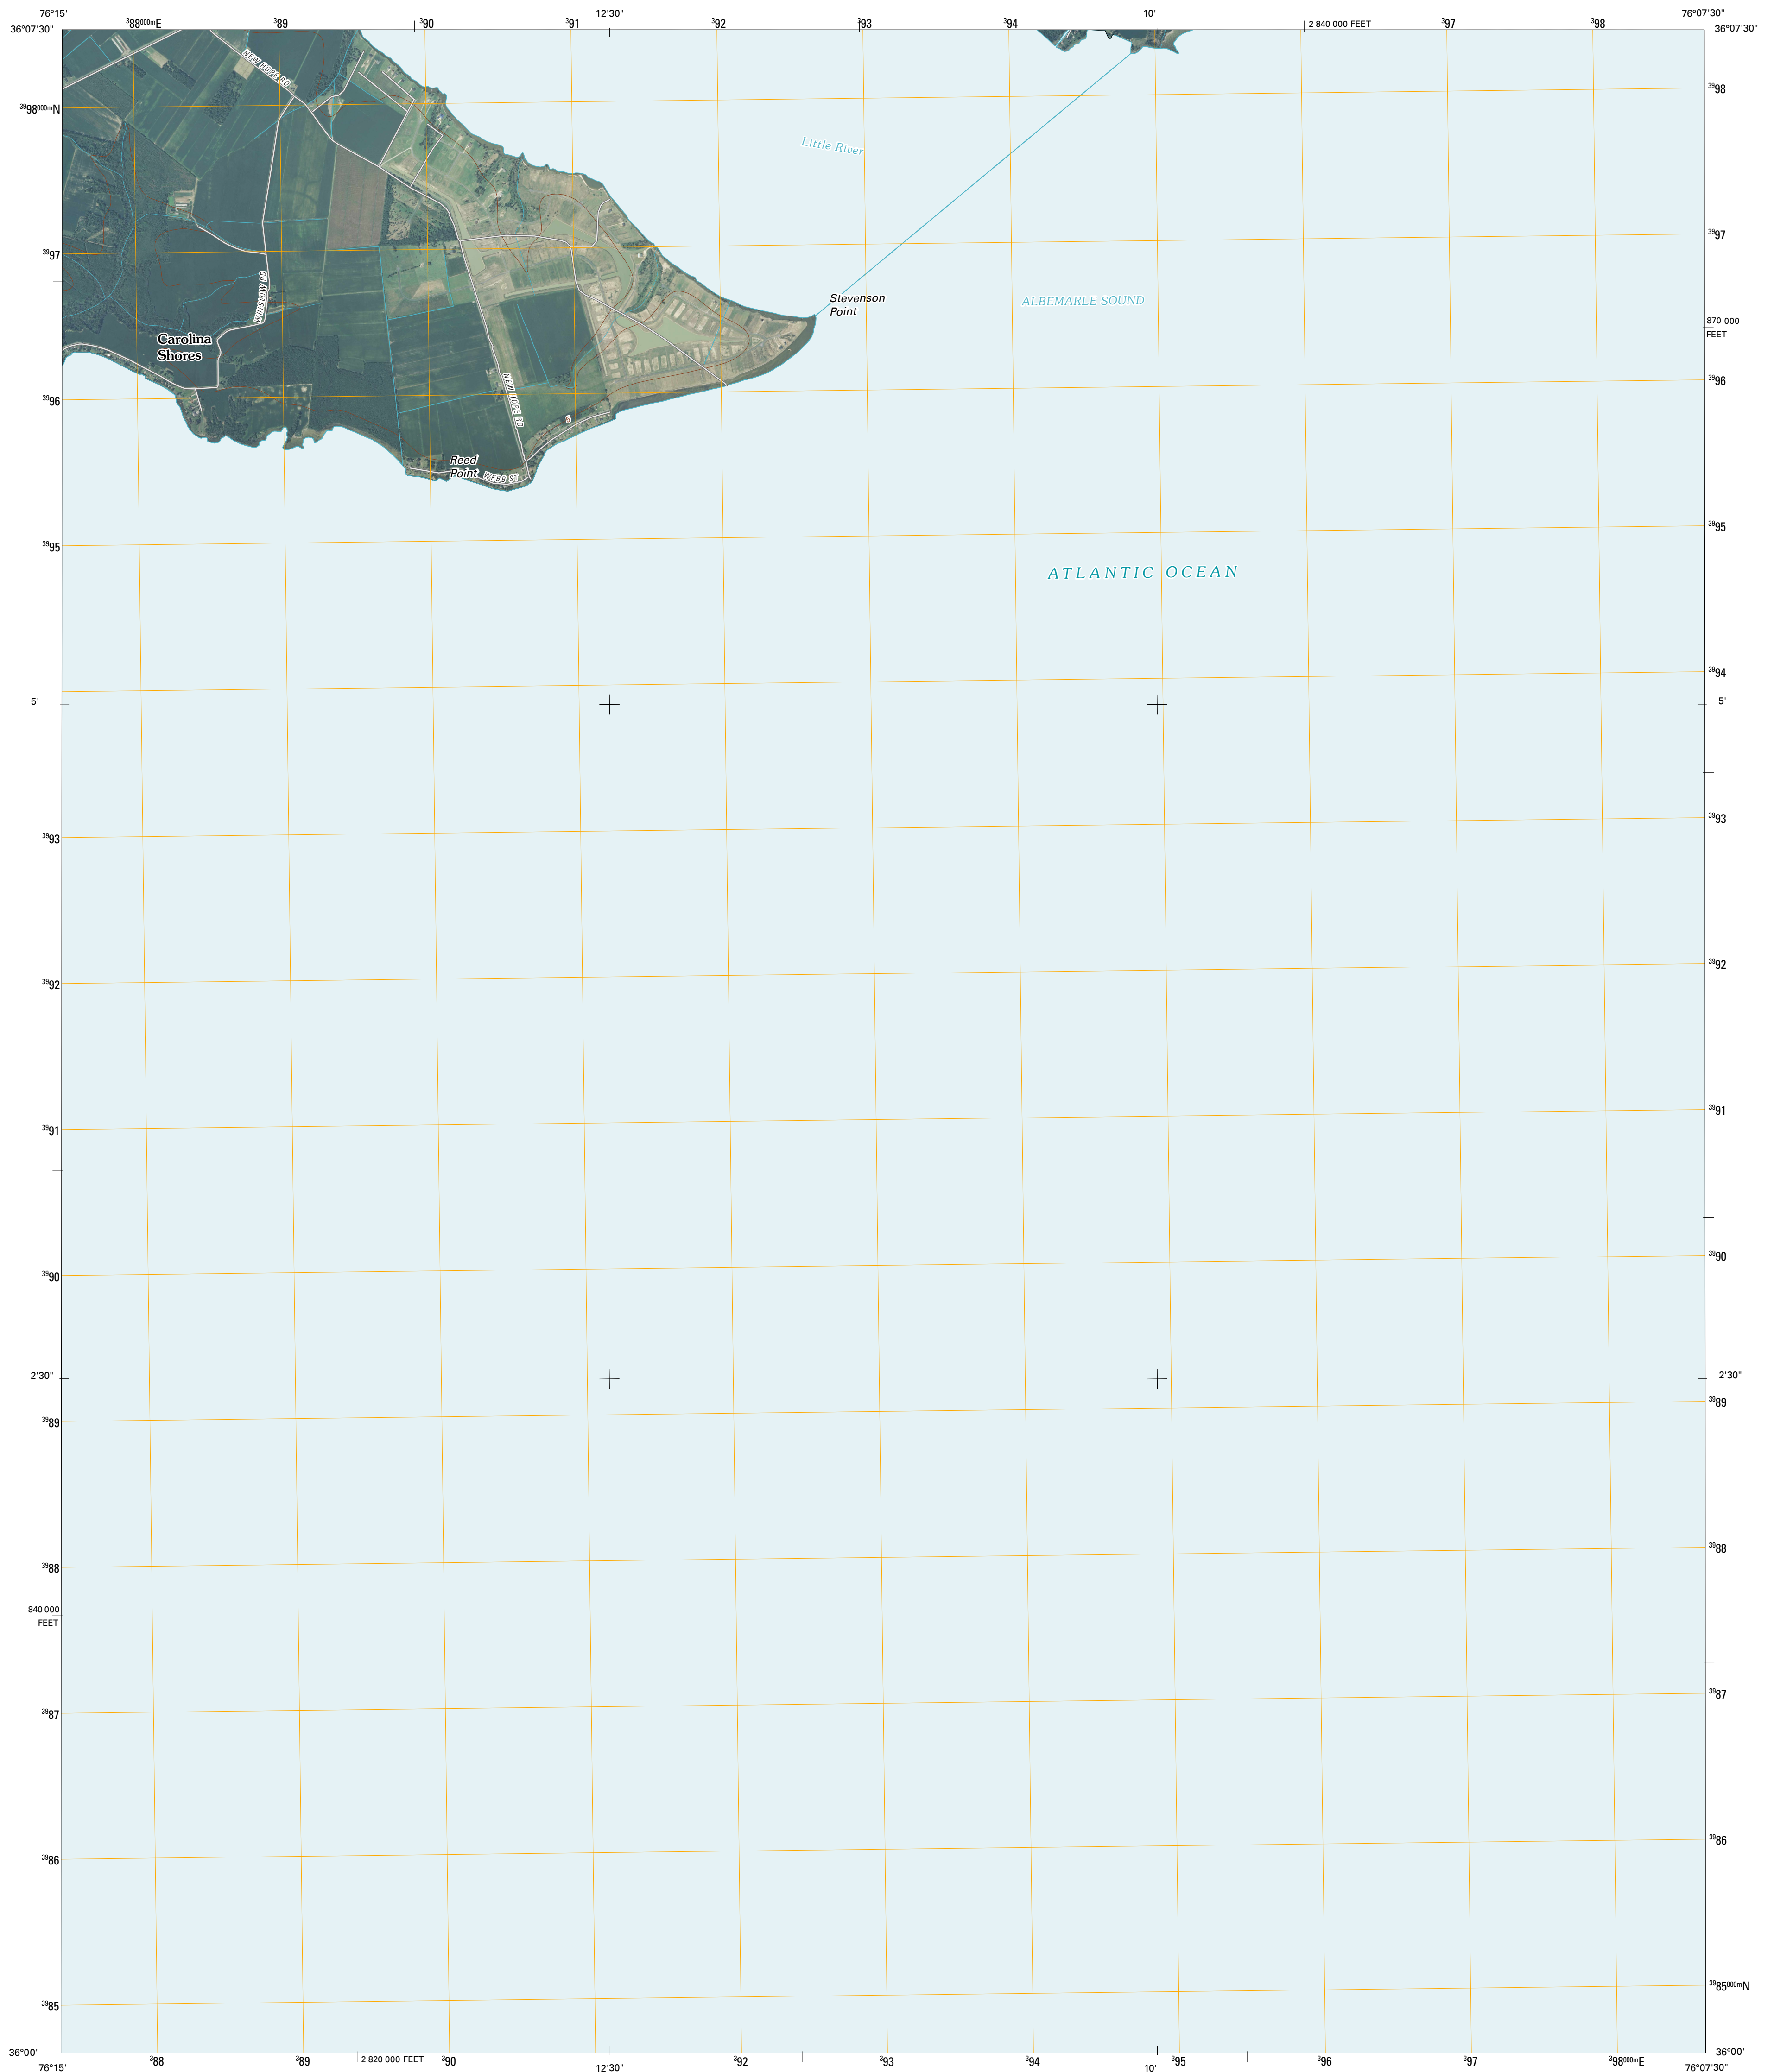 76°15'
³88⁰⁰⁰ᵐE
³89
³90
³91
12'30"
³92
³93
³94
10'
2 840 000 FEET
³97
³98
76°07'30"
36°07'30"
36°07'30"
NEW HOPE RD
³⁹98⁰⁰⁰ᵐN
³⁹98
Little River
³⁹97
³⁹97
WINSLOW RD
Stevenson
Point
ALBEMARLE SOUND
870 000
FEET
Carolina
Shores
³⁹96
³⁹96
NEW HOPE RD
Reed
Point
WEBB ST
³⁹95
³⁹95
ATLANTIC OCEAN
³⁹94
5'
5'
³⁹93
³⁹93
³⁹92
³⁹92
³⁹91
³⁹91
³⁹90
³⁹90
2'30"
2'30"
³⁹89
³⁹89
³⁹88
³⁹88
840 000
FEET
³⁹87
³⁹87
³⁹86
³⁹86
³⁹85
³⁹85⁰⁰⁰ᵐN
36°00'
36°00'
76°15'
³88
³89
2 820 000 FEET
³90
12'30"
³92
³93
³94
10'
³95
³96
³97
³98⁰⁰⁰ᵐE
76°07'30"